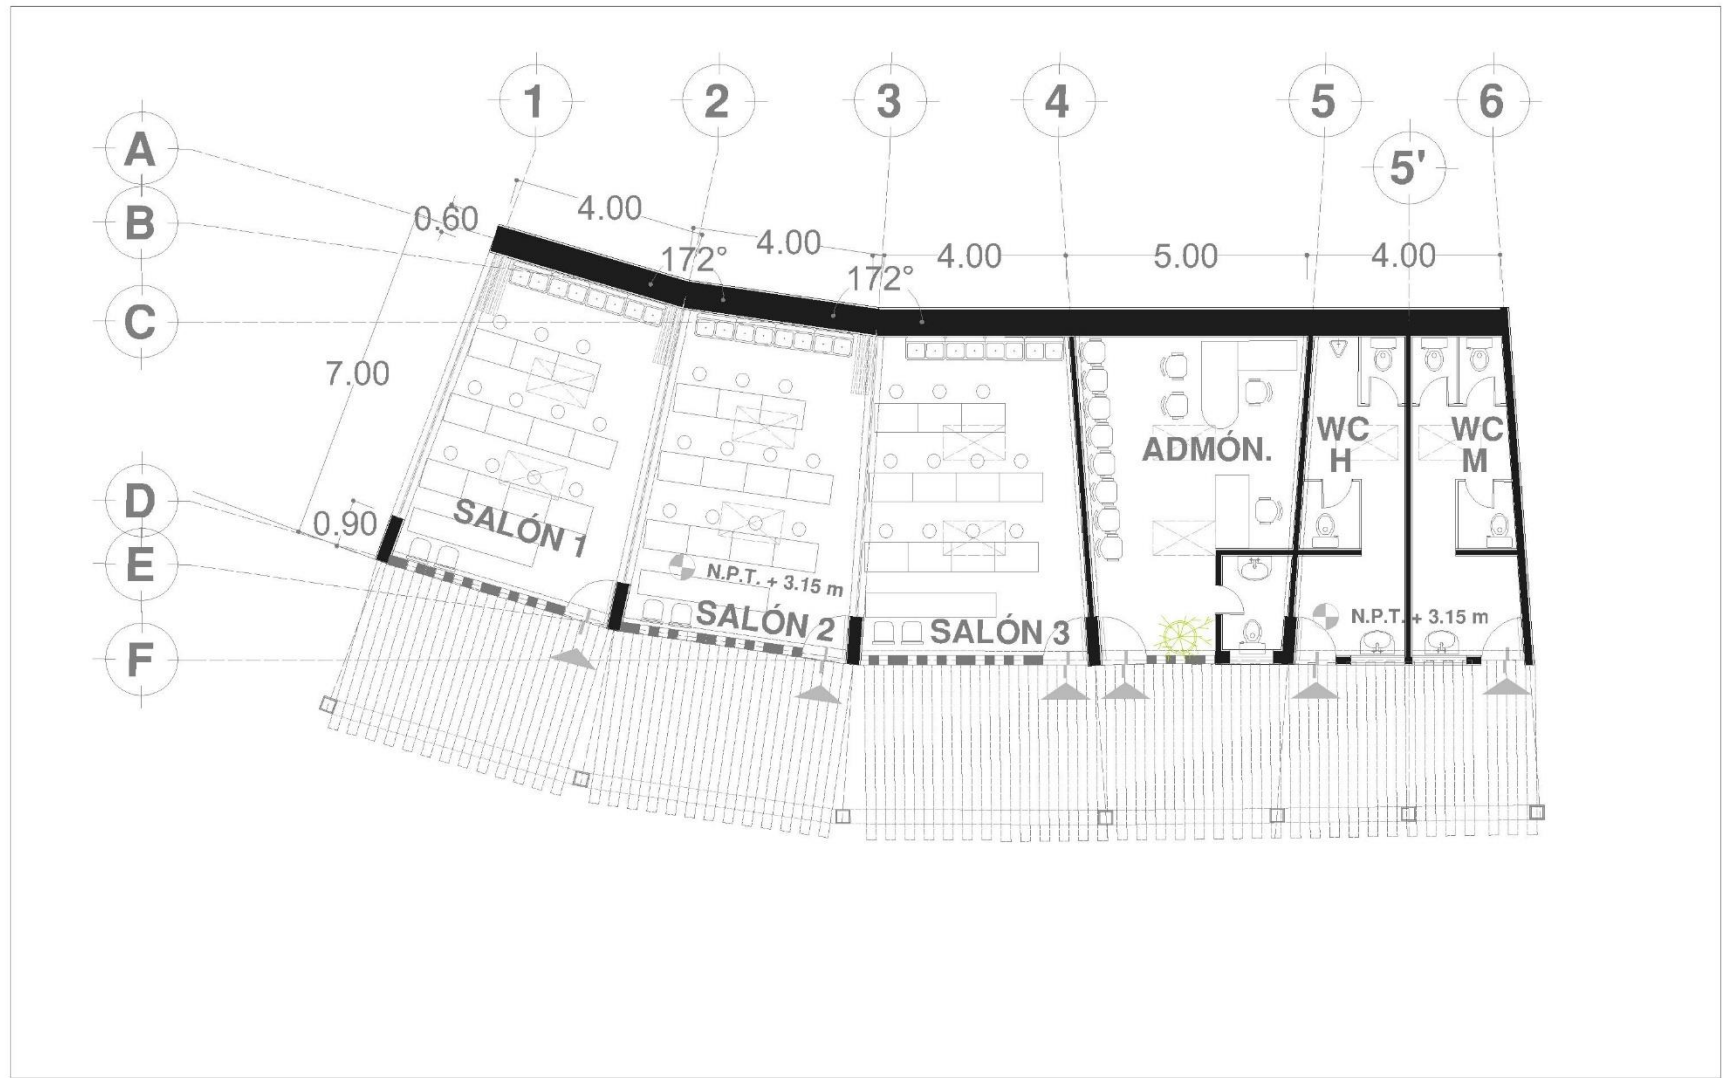 1
2
3
4
5
6
5'
A
B
C
D
E
F
0.60
4.00
4.00
4.00
5.00
4.00
172°
172°
7.00
0.90
SALÓN 1
SALÓN 2
SALÓN 3
ADMÓN.
WC
H
WC
M
N.P.T. + 3.15 m
N.P.T. + 3.15 m